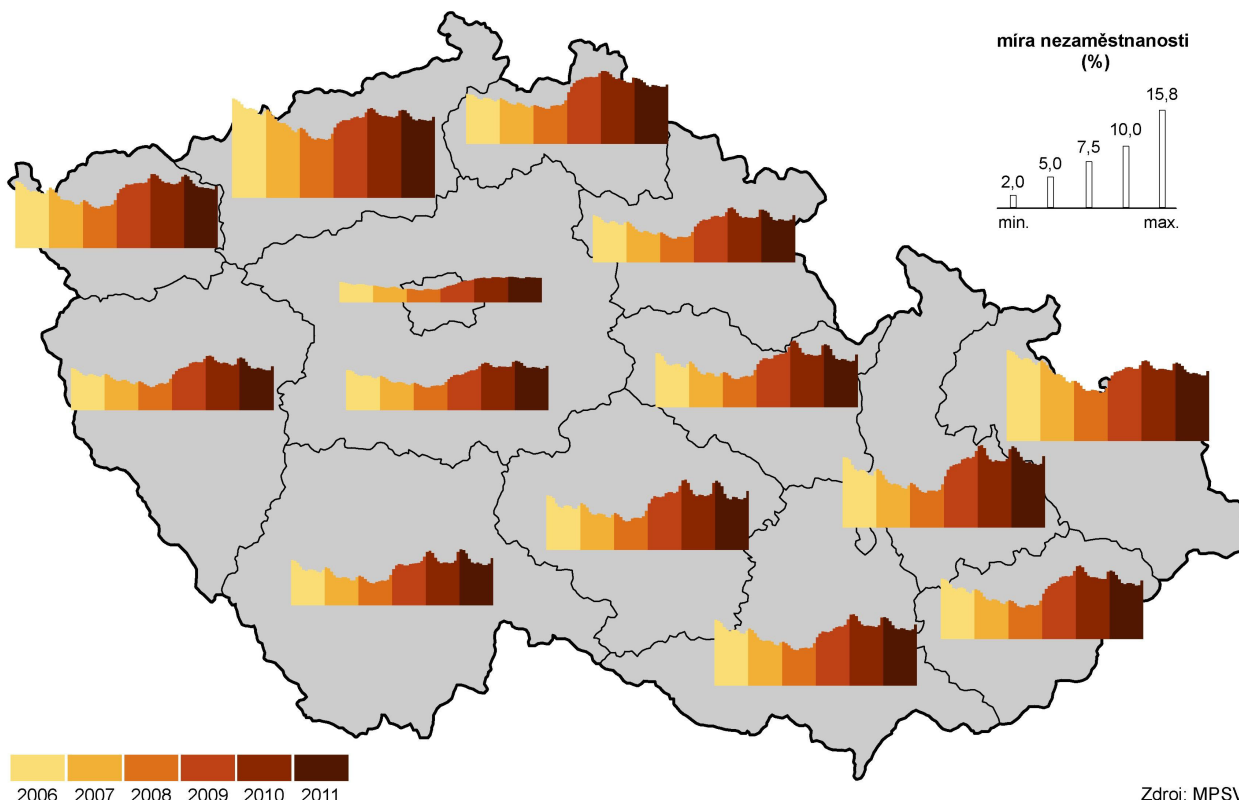 míra nezaměstnanosti
(%)
15,8
10,0
7,5
5,0
2,0
min.
max.
2006 2007 2008 2009 2010 2011
Zdroj: MPSV